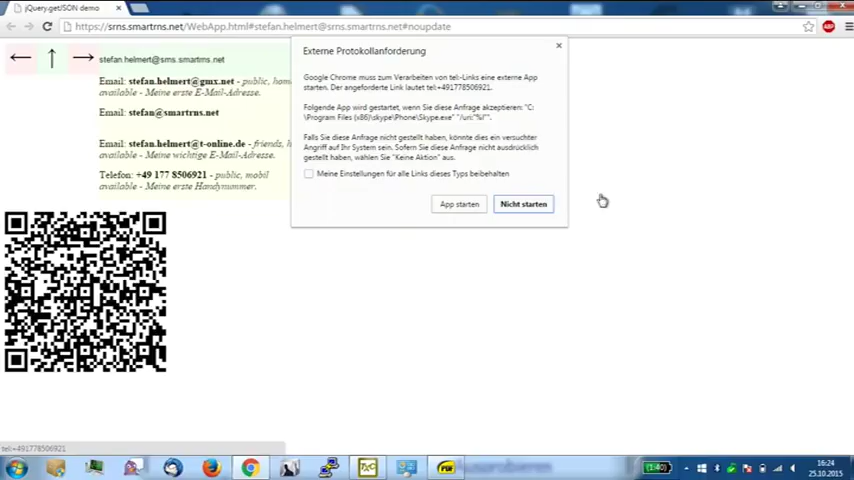 jQuery.getJSON demo
https://srns.smartrns.net/WebApp.html#stefan.helmert@srns.smartrns.net#noupdate
ABP
stefan.helmert@srns.smartrns.net
Email: stefan.helmert@gmx.net - public, home
available - Meine erste E-Mail-Adresse.
Email: stefan@smartrns.net
Email: stefan.helmert@t-online.de - friends, h
available - Meine wichtige E-Mail-Adresse.
Telefon: +49 177 8506921 - public, mobil
available - Meine erste Handynummer.
Externe Protokollanforderung
Google Chrome muss zum Verarbeiten von tel:-Links eine externe App
starten. Der angeforderte Link lautet tel:+491778506921.
Folgende App wird gestartet, wenn Sie diese Anfrage akzeptieren: "C:
\Program Files (x86)\skype\Phone\Skype.exe" "/uri:"%l"".
Falls Sie diese Anfrage nicht gestellt haben, könnte dies ein versuchter
Angriff auf Ihr System sein. Sofern Sie diese Anfrage nicht ausdrücklich
gestellt haben, wählen Sie "Keine Aktion" aus.
Meine Einstellungen für alle Links dieses Typs beibehalten
App starten
Nicht starten
tel:+491778506921
TXC
(1:40)
16:24
25.10.2015